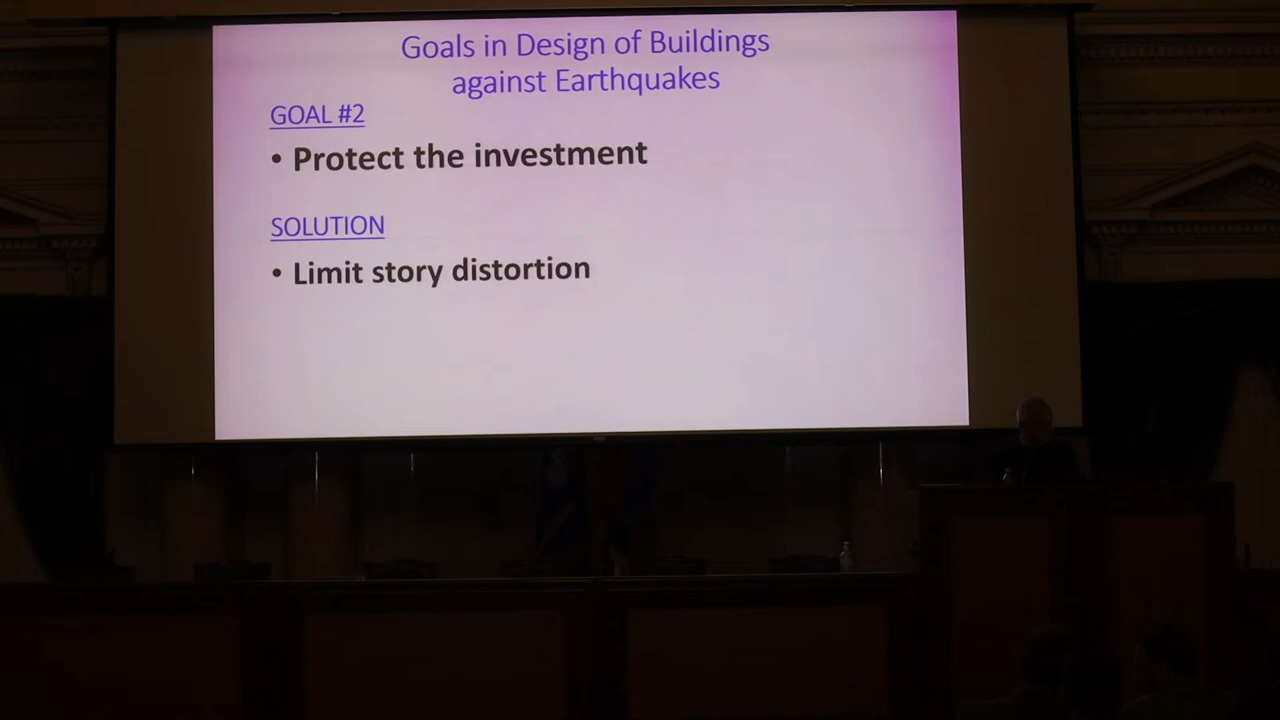 Goals in Design of Buildings
against Earthquakes
GOAL #2
• Protect the investment
SOLUTION
• Limit story distortion